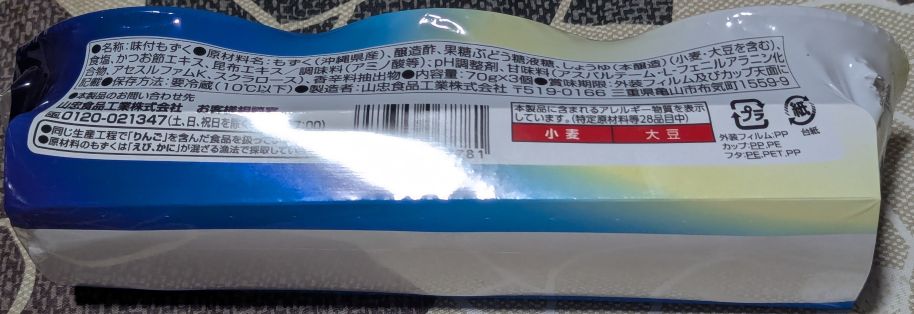 ●名称:味付もずく●原材料名:もずく(沖縄県産)、醸造酢、果糖ぶどう糖液糖、しょうゆ(本醸造)(小麦・大豆を含む)、
食塩、かつお節エキス、昆布エキス/調味料(アミノ酸等)、pH調整剤、甘味料(アスパルテーム・L-フェニルアラニン化
合物、アセスルファムK、スクラロース)、香辛料抽出物●内容量:70g×3個●賞味期限:外装フィルム及びカップ天面に
記載●保存方法:要冷蔵(10℃以下)●製造者:山忠食品工業株式会社 〒519-0166 三重県亀山市布気町1559-9
●本製品のお問い合わせ先
山忠食品工業株式会社 お客様相談室
0120-021347(土、日、祝日を除く
:00)
●同じ生産工程で「りんご」を含んだ食品を扱って
●原材料のもずくは「えび、かに」が混ざる漁法で採取してい
781
本製品に含まれるアレルギー物質を表示
しています。(特定原材料等28品目中)
小麦 大豆
プラ
外装フィルム:PP
カップ:PP,PE
フタ:PE,PET,PP
紙
台紙